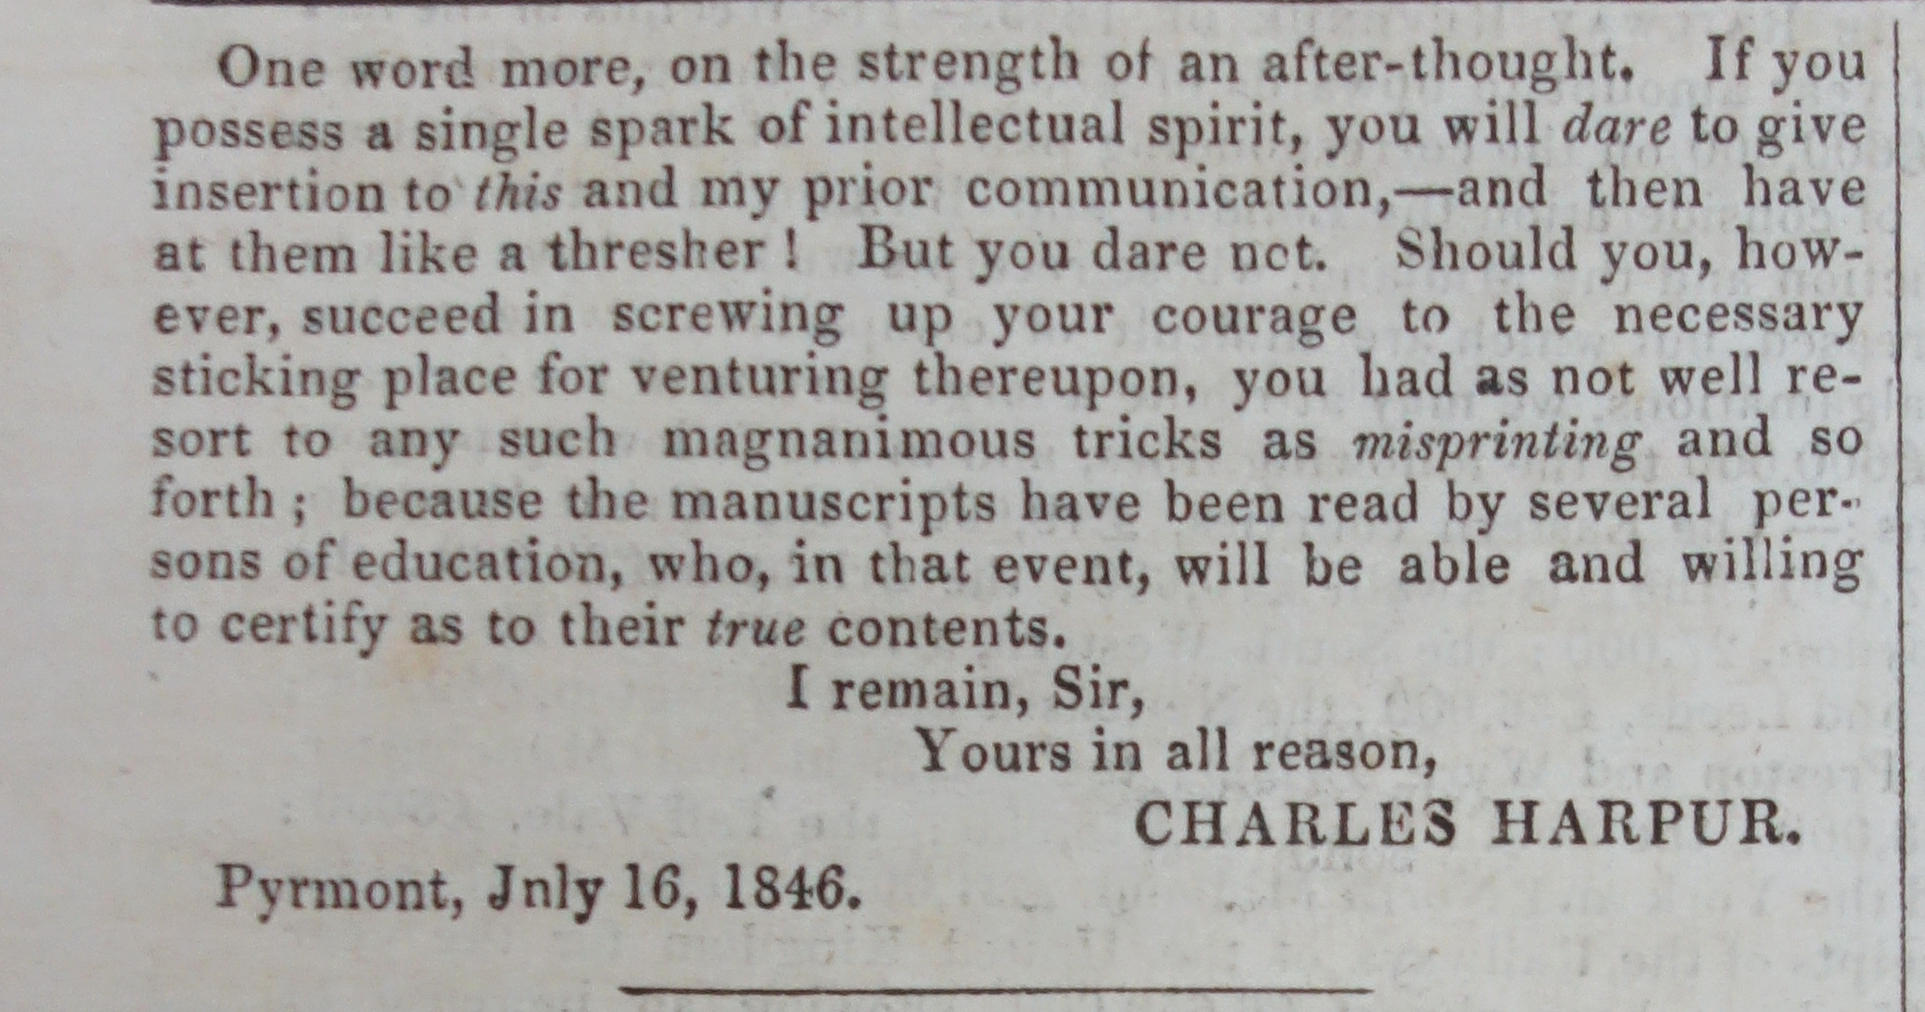 One word more, on the strength of an after-thought. If you
possess a single spark of intellectual spirit, you will dare to give
insertion to this and my prior communication,—and then have
at them like a thresher ! But you dare nct. Should you, how-
ever, succeed in screwing up your courage to the necessary
sticking place for venturing thereupon, you had as not well re-
sort to any such magnanimous tricks as misprinting and so
forth ; because the manuscripts have been read by several per-
sons of education, who, in that event, will be able and willing
to certify as to their true contents.
I remain, Sir,
Yours in all reason,
CHARLES HARPUR.
Pyrmont, Jnly 16, 1846.